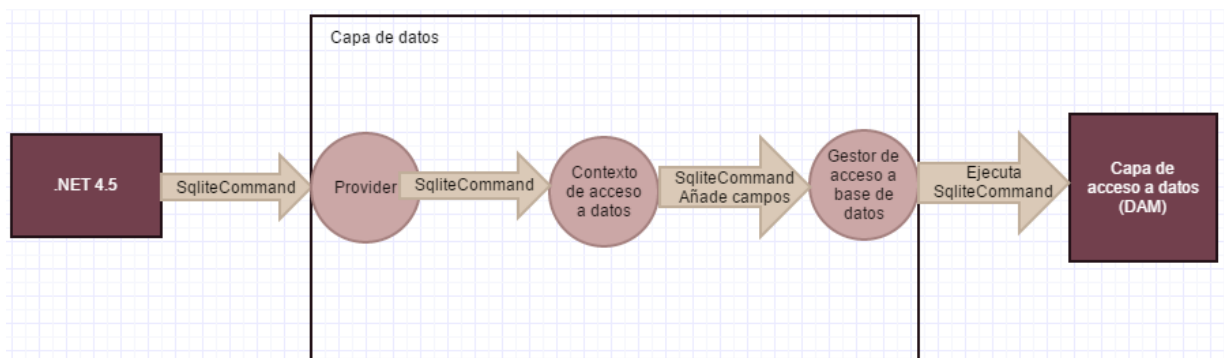 Capa de datos
.NET 4.5
SqliteCommand
Provider
SqliteCommand
Contexto
de acceso
a datos
SqliteCommand
Añade campos
Gestor de
acceso a
base de
datos
Ejecuta
SqliteCommand
Capa de
acceso a datos
(DAM)